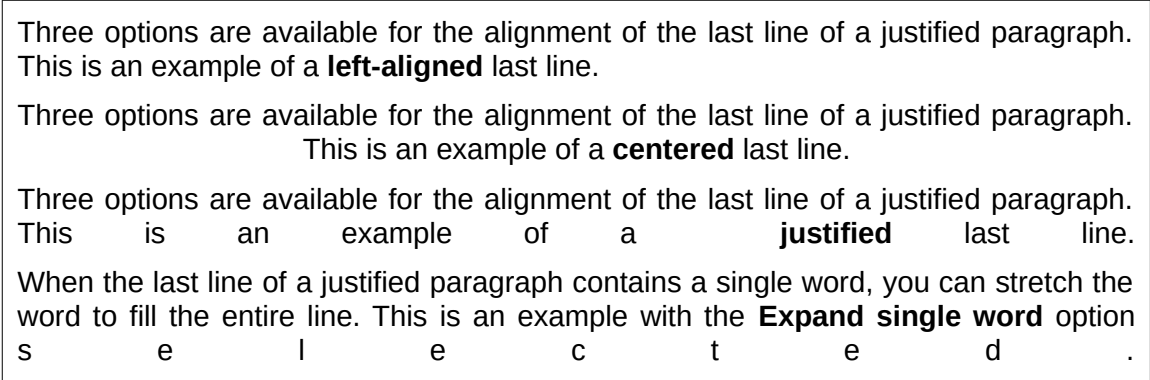 Three options are available for the alignment of the last line of a justified paragraph.
This is an example of a left-aligned last line.
Three options are available for the alignment of the last line of a justified paragraph.
This is an example of a centered last line.
Three options are available for the alignment of the last line of a justified paragraph.
This is an example of a justified last line.
When the last line of a justified paragraph contains a single word, you can stretch the
word to fill the entire line. This is an example with the Expand single word option
s e l e c t e d .